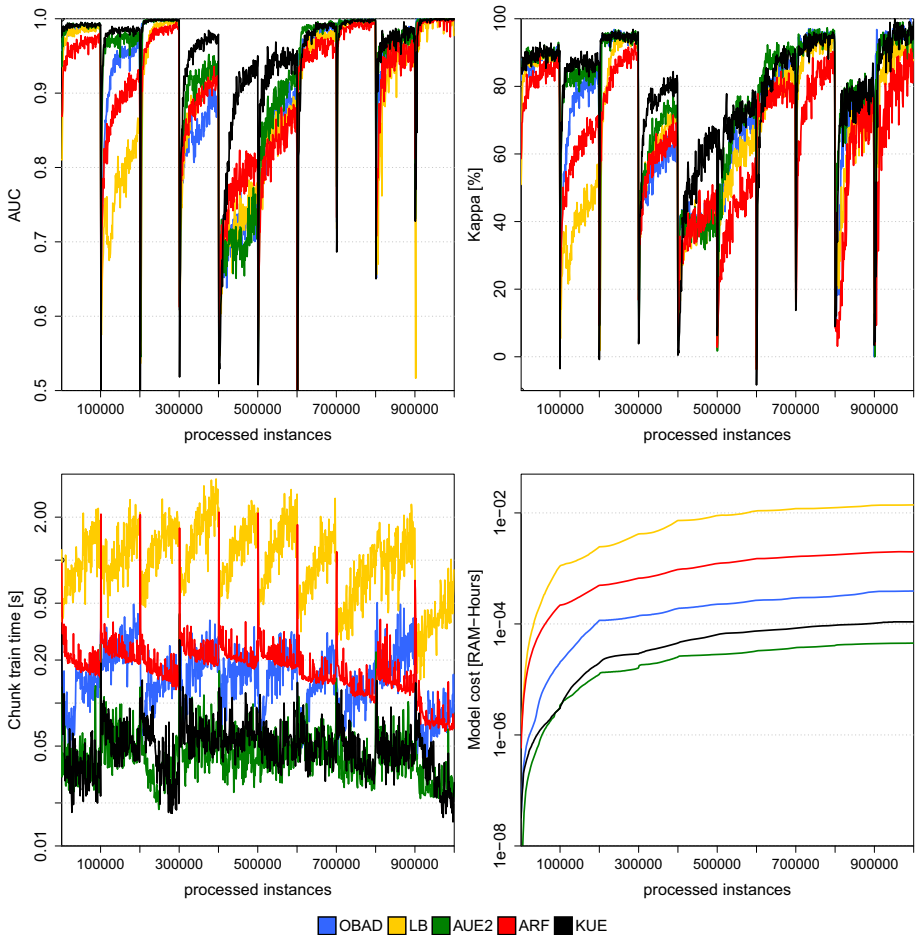 AUC
0.5 0.6 0.7 0.8 0.9 1.0
100000 300000 500000 700000 900000
processed instances
Kappa [%]
0 20 40 60 80 100
100000 300000 500000 700000 900000
processed instances
Chunk train time [s]
0.01 0.05 0.20 0.50 2.00
100000 300000 500000 700000 900000
processed instances
Model cost [RAM−Hours]
1e−08 1e−06 1e−04 1e−02
100000 300000 500000 700000 900000
processed instances
OBAD LB AUE2 ARF KUE